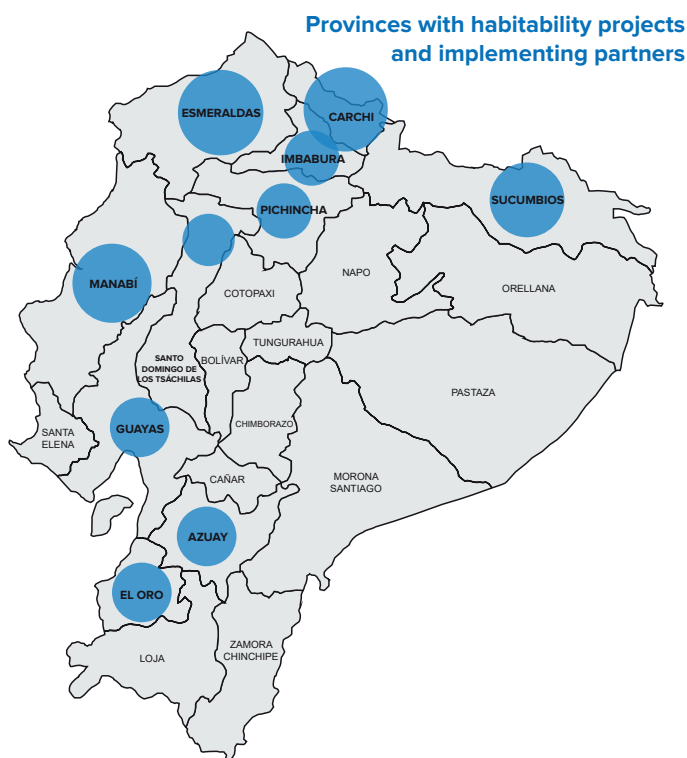 Provinces with habitability projects
and implementing partners
ESMERALDAS
CARCHI
IMBABURA
SUCUMBIOS
PICHINCHA
NAPO
MANABÍ
COTOPAXI
ORELLANA
TUNGURAHUA
SANTO
DOMINGO DE
LOS TSÁCHILAS
BOLÍVAR
PASTAZA
CHIMBORAZO
GUAYAS
SANTA
ELENA
CAÑAR
MORONA
SANTIAGO
AZUAY
EL ORO
ZAMORA
CHINCHIPE
LOJA